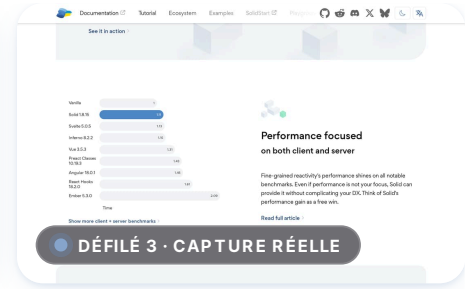 Documentation Tutorial Ecosystem Examples SolidStart
See it in action
Vanilla
Solid 1.8.15
Svelte 5.0.5
Inferno 8.2.2
Vue 3.5.3
Preact Classes
10.19.3
Angular 18.0.1
React Hooks
18.2.0
Ember 5.3.0
Time
Show more client + server benchmarks
Performance focused
on both client and server
Fine-grained reactivity's performance shines on all notable
benchmarks. Even if performance is not your focus, Solid can
provide it without complicating your DX. Think of Solid's
performance gain as a free win.
Read full article
DÉFILÉ 3 · CAPTURE RÉELLE